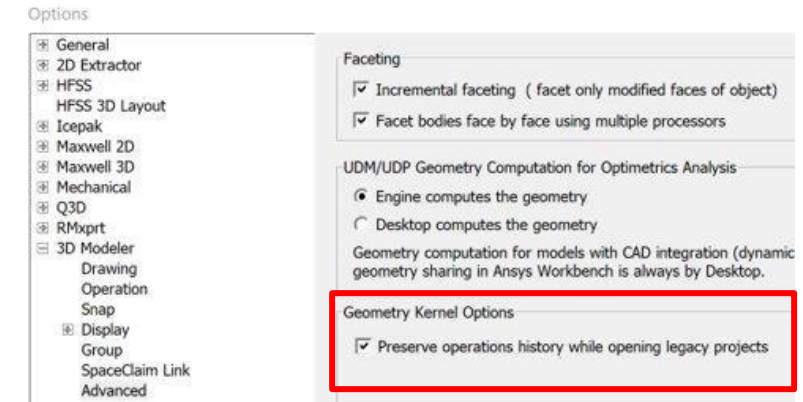 Options
General
2D Extractor
HFSS
HFSS 3D Layout
Icepak
Maxwell 2D
Maxwell 3D
Mechanical
Q3D
RMxprt
3D Modeler
Drawing
Operation
Snap
Display
Group
SpaceClaim Link
Advanced
Faceting
Incremental faceting ( facet only modified faces of object)
Facet bodies face by face using multiple processors
UDM/UDP Geometry Computation for Optimetrics Analysis
Engine computes the geometry
Desktop computes the geometry
Geometry computation for models with CAD integration (dynamic
geometry sharing in Ansys Workbench is always by Desktop.
Geometry Kernel Options
Preserve operations history while opening legacy projects